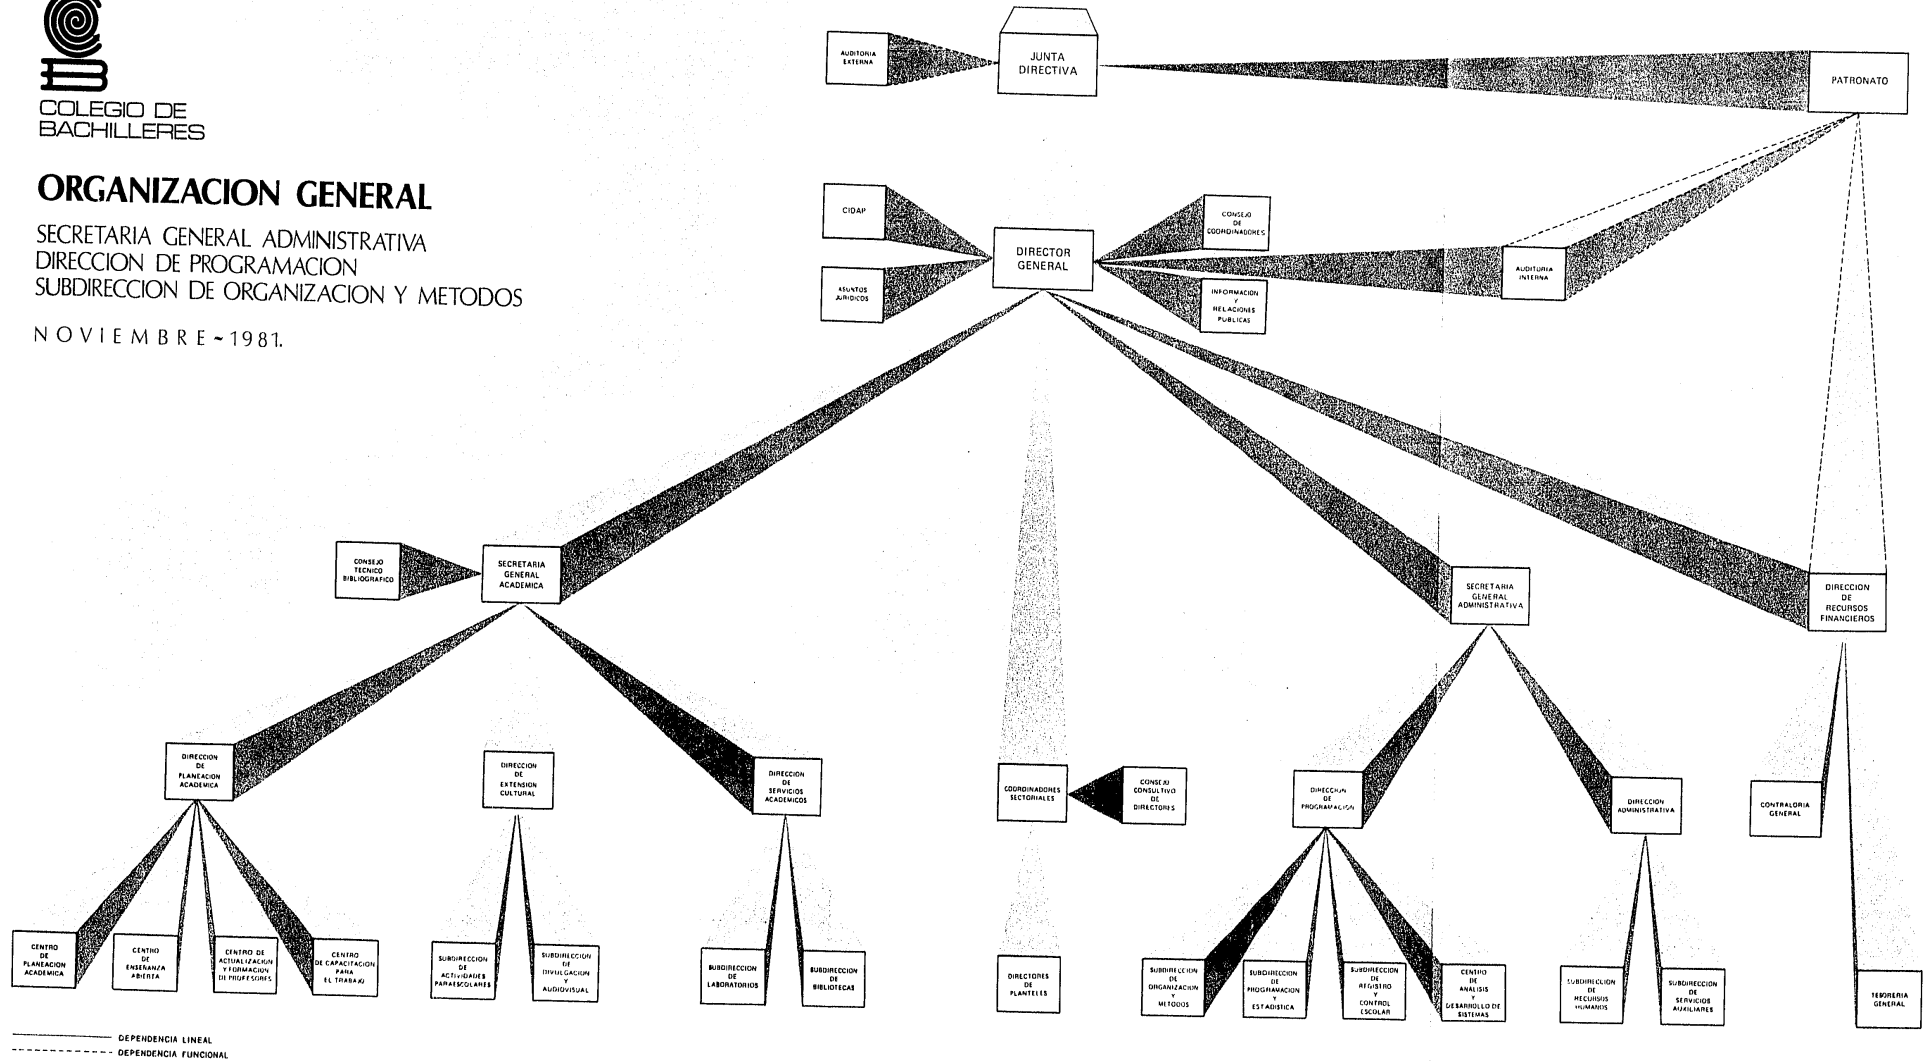 COLEGIO DE
BACHILLERES
ORGANIZACION GENERAL
SECRETARIA GENERAL ADMINISTRATIVA
DIRECCION DE PROGRAMACION
SUBDIRECCION DE ORGANIZACION Y METODOS
NOVIEMBRE~1981.
AUDITORIA
EXTERNA
JUNTA
DIRECTIVA
PATRONATO
CIDAP
CONSEJO
DE
COORDINADORES
DIRECTOR
GENERAL
AUDITORIA
INTERNA
ASUNTOS
JURIDICOS
INFORMACION
Y
RELACIONES
PUBLICAS
CONSEJO
TECNICO
BIBLIOGRAFICO
SECRETARIA
GENERAL
ACADEMICA
SECRETARIA
GENERAL
ADMINISTRATIVA
DIRECCION
DE
RECURSOS
FINANCIEROS
DIRECCION
DE
PLANEACION
ACADEMICA
DIRECCION
DE
EXTENSION
CULTURAL
DIRECCION
DE
SERVICIOS
ACADEMICOS
COORDINADORES
SECTORIALES
CONSEJO
CONSULTIVO
DE
DIRECTORES
DIRECCION
DE
PROGRAMACION
DIRECCION
ADMINISTRATIVA
CONTRALORIA
GENERAL
CENTRO
DE
PLANEACION
ACADEMICA
CENTRO
DE
ENSEÑANZA
ABIERTA
CENTRO DE
ACTUALIZACION
Y FORMACION
DE PROFESORES
CENTRO
DE CAPACITACION
PARA
EL TRABAJO
SUBDIRECCION
DE
ACTIVIDADES
PARAESCOLARES
SUBDIRECCION
DE
DIVULGACION
Y
AUDIOVISUAL
SUBDIRECCION
DE
LABORATORIOS
SUBDIRECCION
DE
BIBLIOTECAS
DIRECTORES
DE
PLANTELES
SUBDIRECCION
DE
ORGANIZACION
Y
METODOS
SUBDIRECCION
DE
PROGRAMACION
Y
ESTADISTICA
SUBDIRECCION
DE
REGISTRO
Y
CONTROL
ESCOLAR
CENTRO
DE
ANALISIS
Y
DESARROLLO DE
SISTEMAS
SUBDIRECCION
DE
RECURSOS
HUMANOS
SUBDIRECCION
DE
SERVICIOS
AUXILIARES
TESORERIA
GENERAL
DEPENDENCIA LINEAL
DEPENDENCIA FUNCIONAL